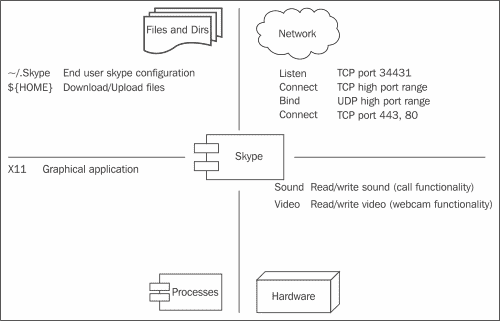 Files and Dirs
~/.Skype End user skype configuration
${HOME} Download/Upload files
Network
Listen TCP port 34431
Connect TCP high port range
Bind UDP high port range
Connect TCP port 443, 80
Skype
X11 Graphical application
Sound Read/write sound (call functionality)
Video Read/write video (webcam functionality)
Processes
Hardware